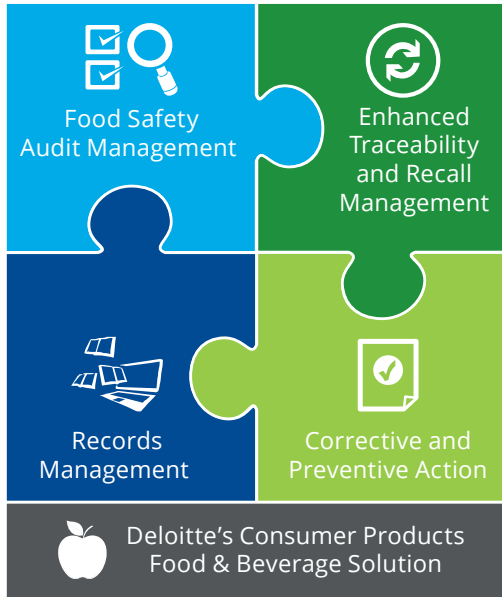 Food Safety
Audit Management
Enhanced
Traceability
and Recall
Management
Records
Management
Corrective and
Preventive Action
Deloitte's Consumer Products
Food & Beverage Solution